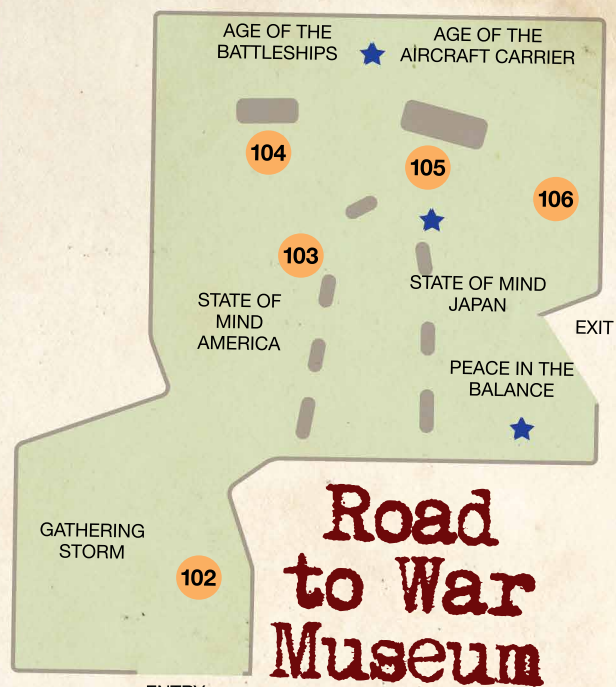 AGE OF THE
BATTLESHIPS
AGE OF THE
AIRCRAFT CARRIER
104
105
106
103
STATE OF
MIND
AMERICA
STATE OF MIND
JAPAN
EXIT
PEACE IN THE
BALANCE
GATHERING
STORM
102
Road
to War
Museum
ENTRY